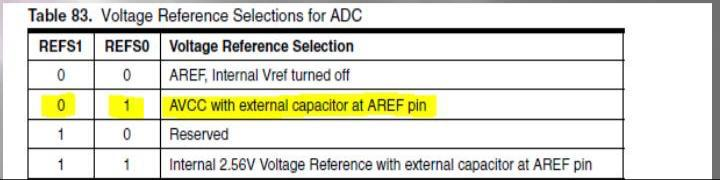 Table 83. Voltage Reference Selections for ADC
REFS1 REFS0 Voltage Reference Selection
0 0 AREF, Internal Vref turned off
0 1 AVCC with external capacitor at AREF pin
1 0 Reserved
1 1 Internal 2.56V Voltage Reference with external capacitor at AREF pin